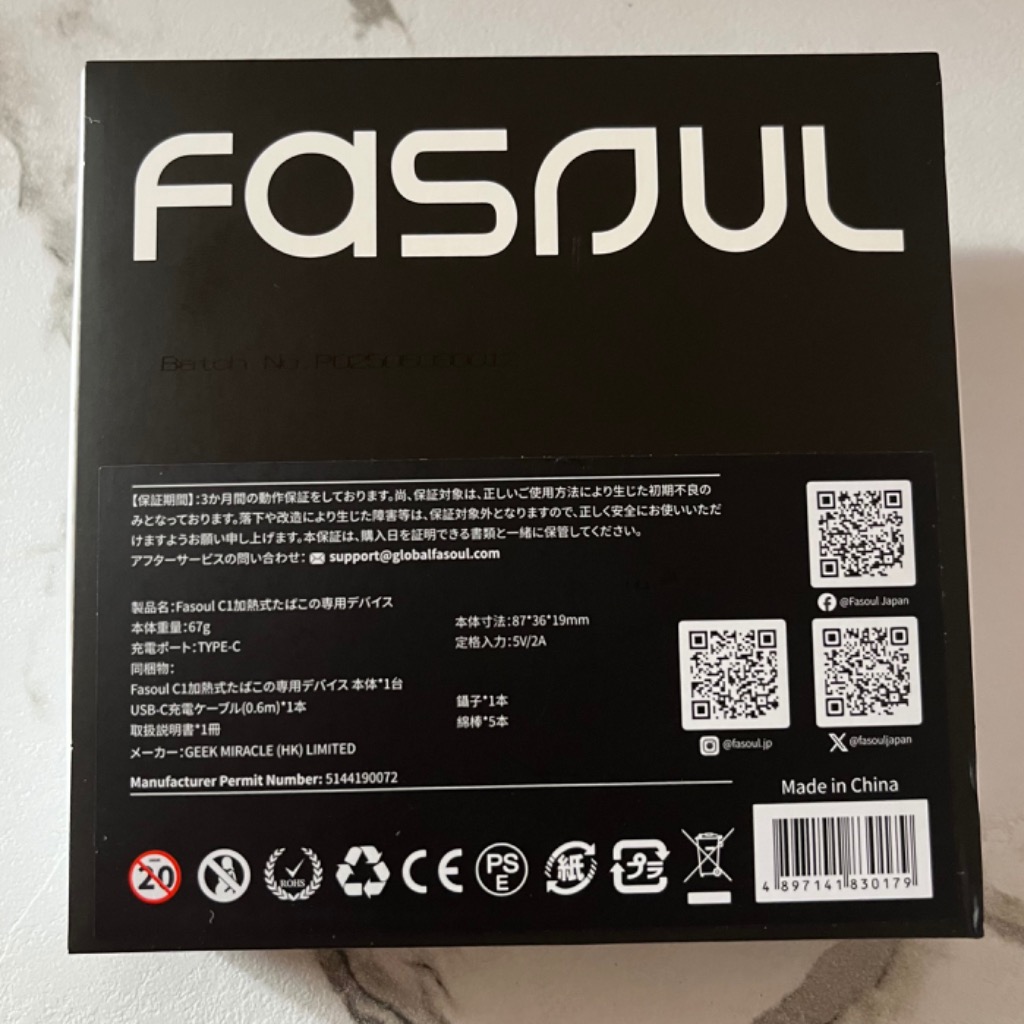 FASOUL
Batch No.
【保証期間】:3か月間の動作保証をしております。尚、保証対象は、正しいご使用方法により生じた初期不良の
みとなっております。落下や改造により生じた障害等は、保証対象外となりますので、正しく安全にお使いいただ
けますようお願い申し上げます。本保証は、購入日を証明できる書類と一緒に保管してください。
アフターサービスの問い合わせ: support@globalfasoul.com
@Fasoul Japan
製品名:Fasoul C1加熱式たばこの専用デバイス
本体重量:67g 本体寸法:87*36*19mm
充電ポート:TYPE-C 定格入力:5V/2A
同梱物:
Fasoul C1加熱式たばこの専用デバイス 本体*1台
USB-C充電ケーブル(0.6m)*1本 鑷子*1本
取扱説明書*1冊 綿棒*5本
メーカー:GEEK MIRACLE (HK) LIMITED
@fasoul.jp @fasouljapan
Manufacturer Permit Number: 5144190072
Made in China
20
ROHS
CE
PS
E
紙
プラ
4 897141 830179